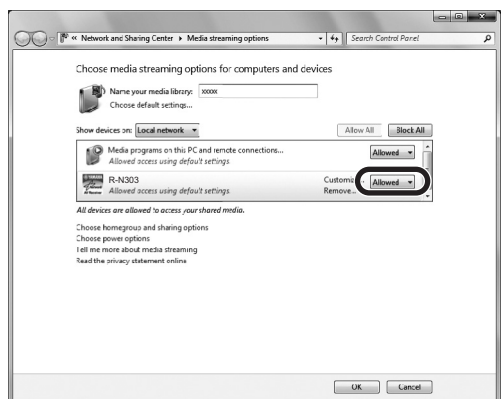 « Network and Sharing Center ▸ Media streaming options
Search Control Panel
Choose media streaming options for computers and devices
Name your media library: xxxxx
Choose default settings...
Show devices on: Local network
Allow All
Block All
Media programs on this PC and remote connections...
Allowed access using default settings
Allowed
R-N303
Allowed access using default settings
Customize...
Remove...
Allowed
All devices are allowed to access your shared media.
Choose homegroup and sharing options
Choose power options
Tell me more about media streaming
Read the privacy statement online
OK
Cancel